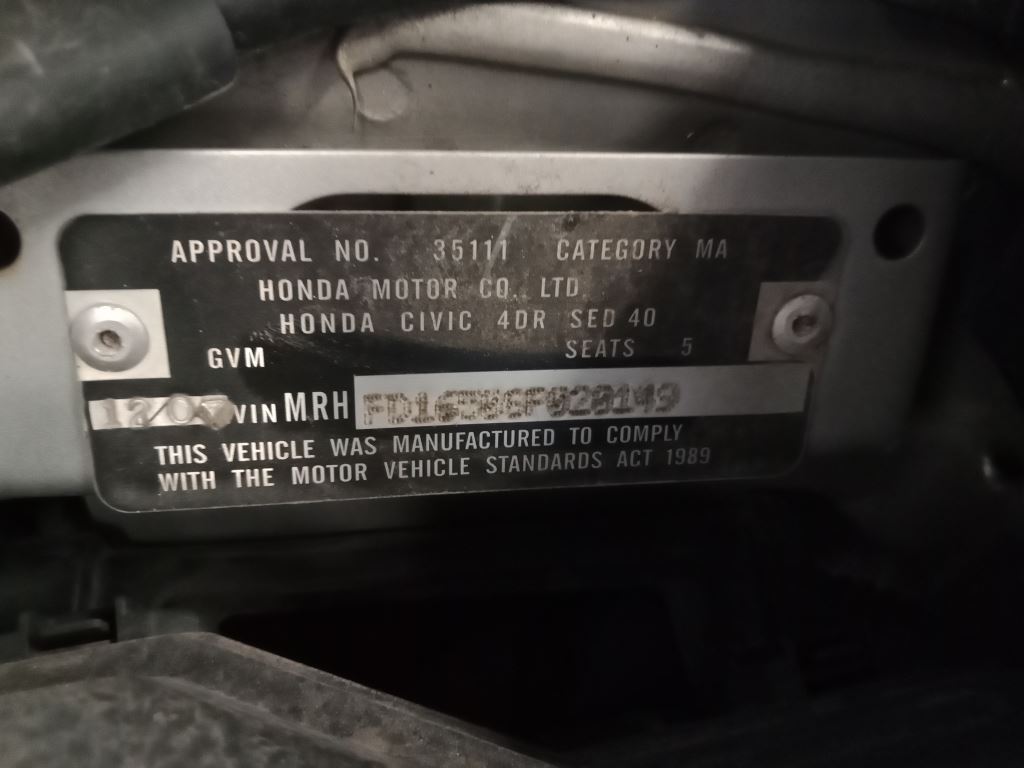 APPROVAL NO. 35111 CATEGORY MA
HONDA MOTOR CO. LTD
HONDA CIVIC 4DR SED 40
GVM SEATS 5
12/07 VIN MRH
THIS VEHICLE WAS MANUFACTURED TO COMPLY
WITH THE MOTOR VEHICLE STANDARDS ACT 1989